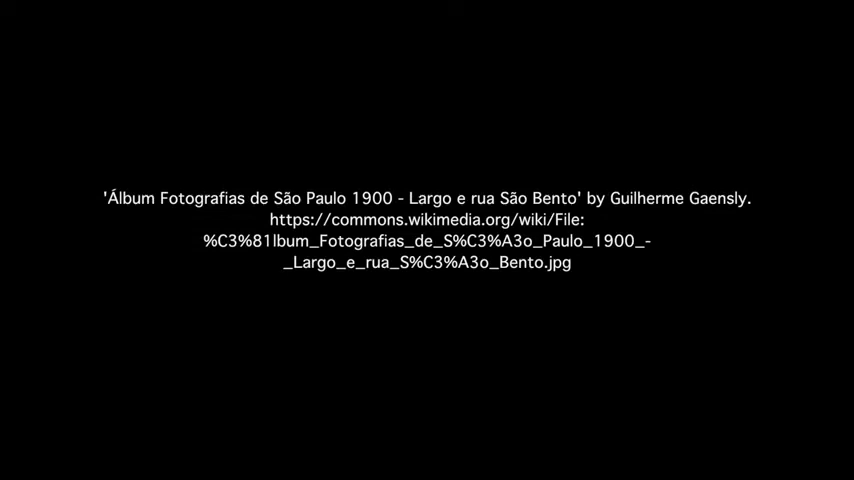 'Álbum Fotografias de São Paulo 1900 - Largo e rua São Bento' by Guilherme Gaensly.
https://commons.wikimedia.org/wiki/File:
%C3%81lbum_Fotografias_de_S%C3%A3o_Paulo_1900_-
_Largo_e_rua_S%C3%A3o_Bento.jpg